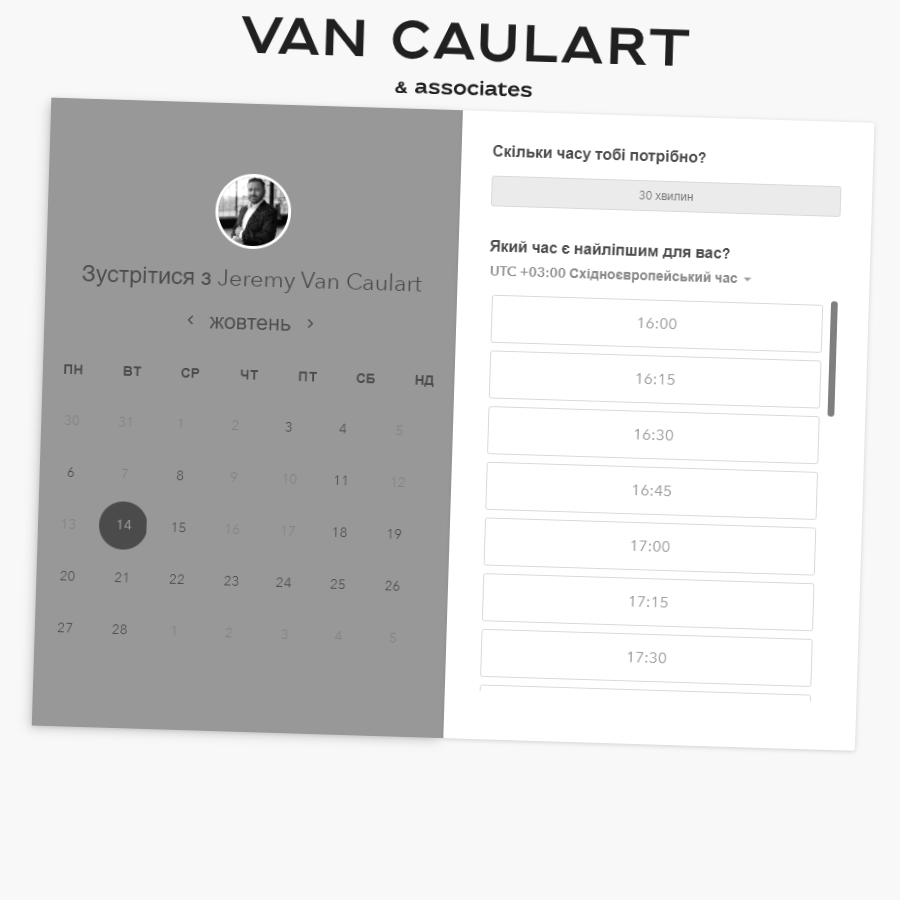 VAN CAULART
& associates
Зустрітися з Jeremy Van Caulart
жовтень
ПН ВТ СР ЧТ ПТ СБ НД
30 31 1 2 3 4 5
6 7 8 9 10 11 12
13 14 15 16 17 18 19
20 21 22 23 24 25 26
27 28 1 2 3 4 5
Скільки часу тобі потрібно?
30 хвилин
Який час є найліпшим для вас?
UTC +03:00 Східноєвропейський час
16:00
16:15
16:30
16:45
17:00
17:15
17:30